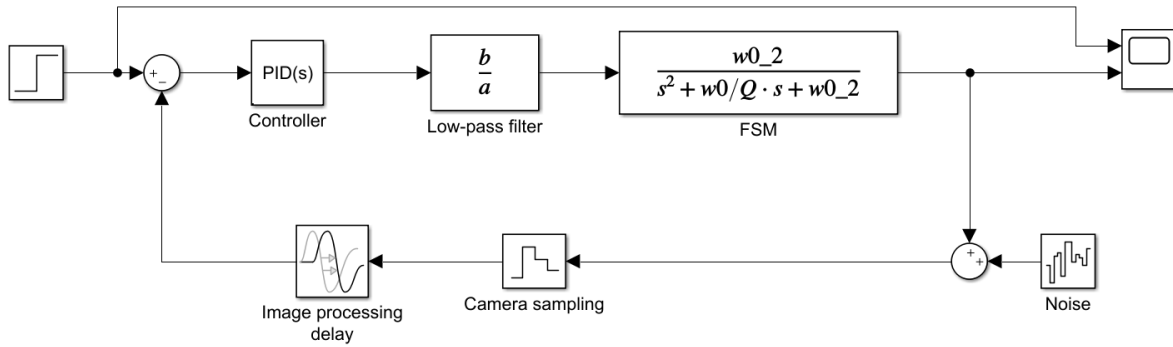 +
−
PID(s)
Controller
b
a
Low-pass filter
w0_2
s² + w0/Q · s + w0_2
FSM
Image processing
delay
Camera sampling
+
+
Noise